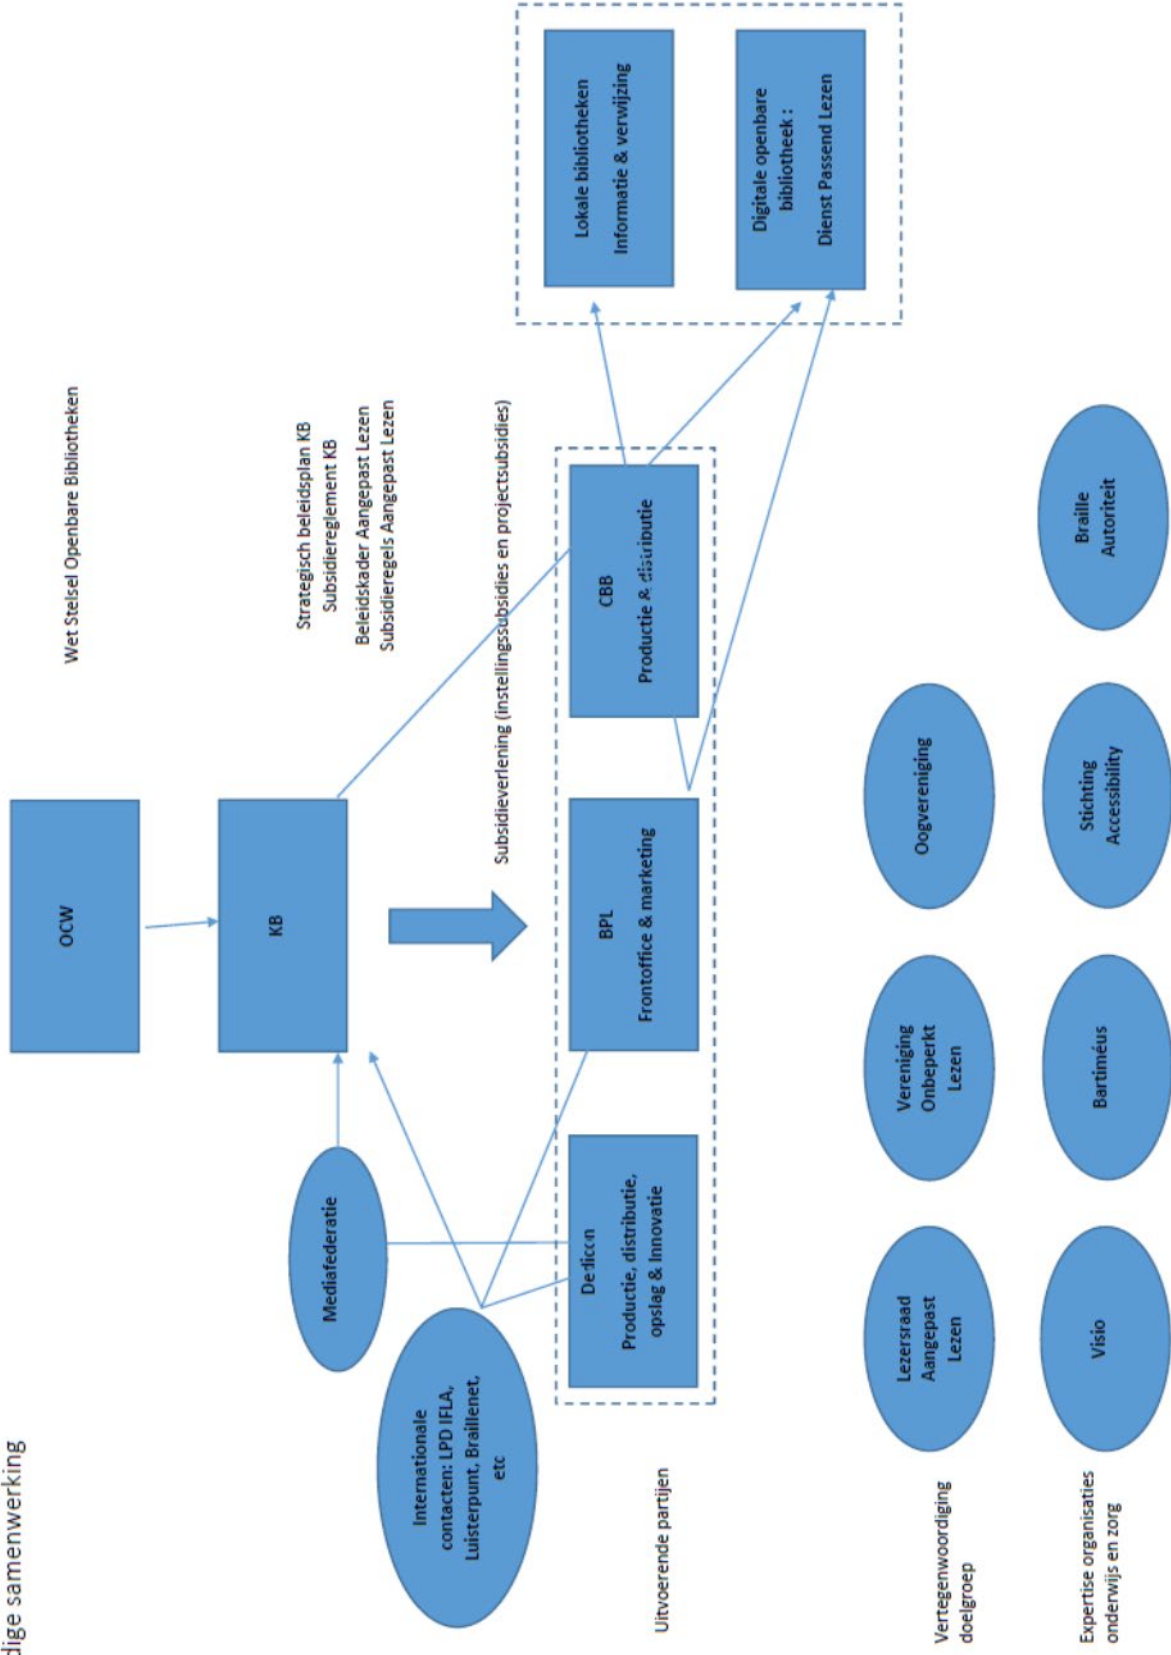 dige samenwerking
OCW
Wet Stelsel Openbare Bibliotheken
KB
Strategisch beleidsplan KB
Subsidiereglement KB
Beleidskader Aangepast Lezen
Subsidieregels Aangepast Lezen
Mediafederatie
Internationale
contacten: LPD IFLA,
Luisterpunt, Braillenet,
etc
Subsidieverlening (instellingssubsidies en projectsubsidies)
Uitvoerende partijen
Dedicon
Productie, distributie,
opslag & Innovatie
BPL
Frontoffice & marketing
CBB
Productie & distributie
Lokale bibliotheken
Informatie & verwijzing
Digitale openbare
bibliotheek :
Dienst Passend Lezen
Vertegenwoordiging
doelgroep
Lezersraad
Aangepast
Lezen
Vereniging
Onbeperkt
Lezen
Oogvereniging
Expertise organisaties
onderwijs en zorg
Visio
Bartiméus
Stichting
Accessibility
Braille
Autoriteit